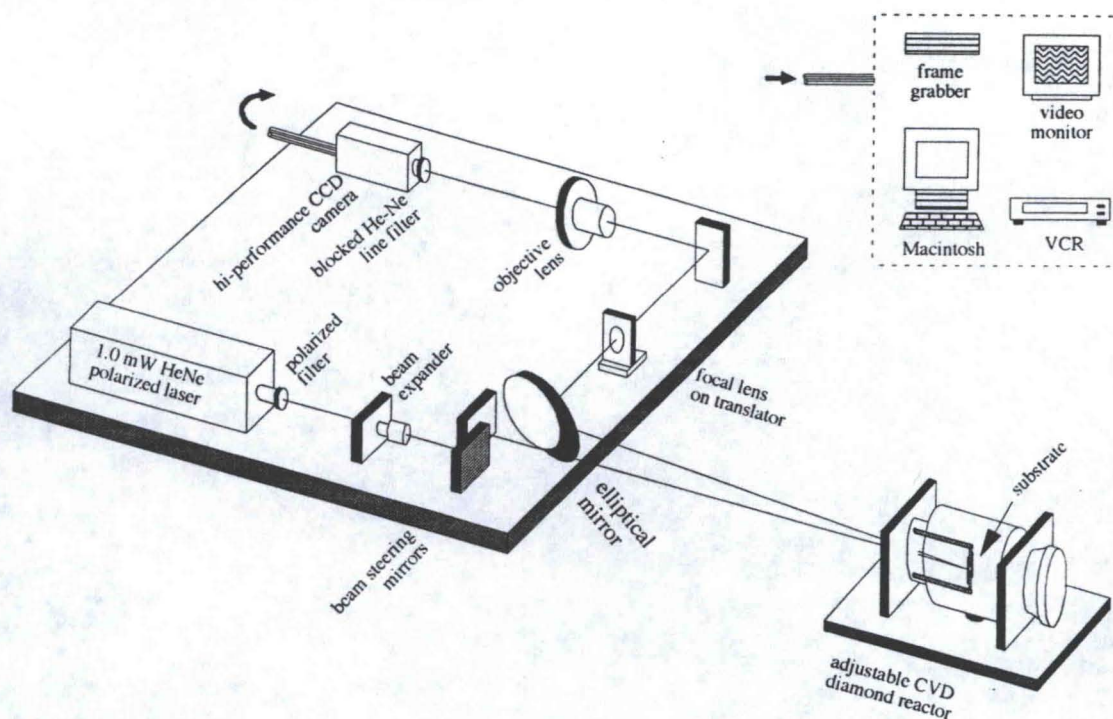 frame
grabber
video
monitor
Macintosh
VCR
hi-perfomance CCD
camera
blocked He-Ne
line filter
objective
lens
1.0 mW HeNe
polarized laser
polarized
filter
beam
expander
focal lens
on translator
elliptical
mirror
beam steering
mirrors
substrate
adjustable CVD
diamond reactor